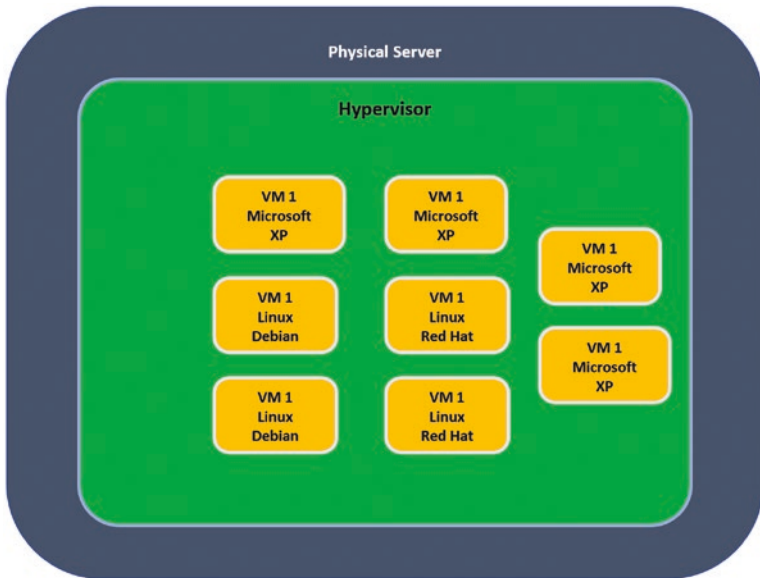 Physical Server
Hypervisor
VM 1
Microsoft
XP
VM 1
Microsoft
XP
VM 1
Microsoft
XP
VM 1
Linux
Debian
VM 1
Linux
Red Hat
VM 1
Microsoft
XP
VM 1
Linux
Debian
VM 1
Linux
Red Hat